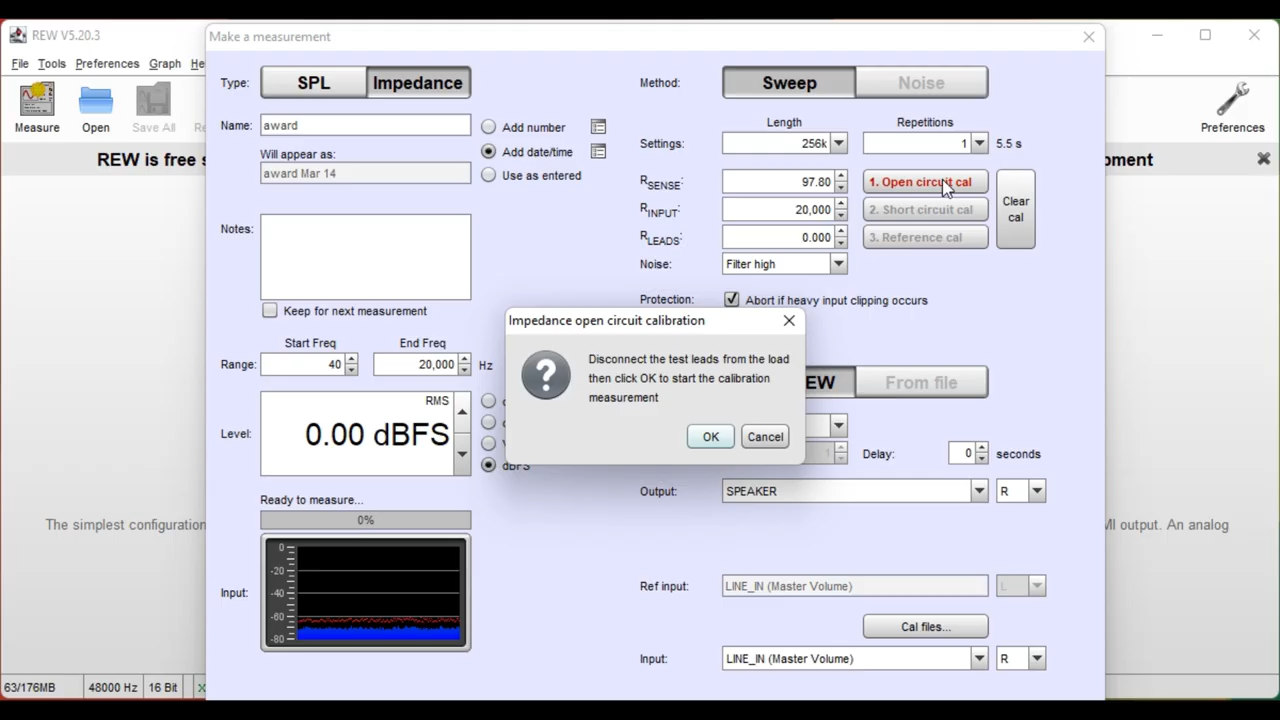 REW V5.20.3
Make a measurement
File Tools Preferences Graph He
Type: SPL Impedance
Method: Sweep Noise
Measure Open Save All Re
Preferences
Name: award
Add number
Length Repetitions
Will appear as:
Add date/time
Settings: 256k 1 5.5 s
REW is free s
pment
award Mar 14
Use as entered
RSENSE: 97.80 1. Open circuit cal
Clear cal
RINPUT: 20,000 2. Short circuit cal
Notes:
RLEADS: 0.000 3. Reference cal
Noise: Filter high
Protection: Abort if heavy input clipping occurs
Keep for next measurement
Impedance open circuit calibration
Disconnect the test leads from the load
then click OK to start the calibration
measurement
OK Cancel
Start Freq End Freq
Range: 40 20,000 Hz
EW From file
RMS
Level: 0.00 dBFS
dBFS
1 Delay: 0 seconds
Output: SPEAKER R
Ready to measure...
0%
The simplest configuration
MI output. An analog
Input:
0
-20
-40
-60
-80
Ref input: LINE_IN (Master Volume) L
Cal files...
Input: LINE_IN (Master Volume) R
63/176MB 48000 Hz 16 Bit